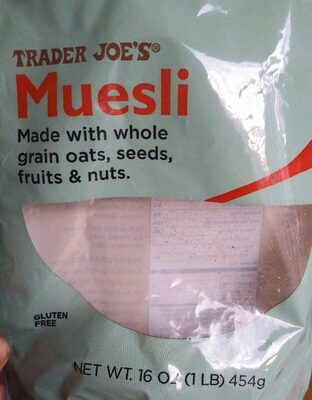 TRADER JOE'S®
Muesli
Made with whole
grain oats, seeds,
fruits & nuts.
GLUTEN
FREE
NET WT. 16 OZ (1 LB) 454g